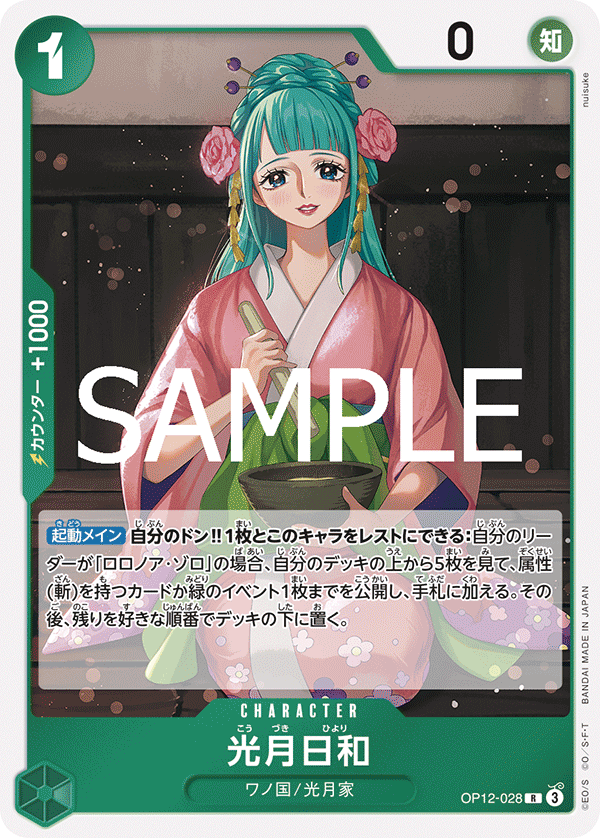 1
0
知
nuisuke
カウンター +1000
SAMPLE
起動メイン 自分のドン!!1枚とこのキャラをレストにできる:自分のリー
ダーが「ロロノア・ゾロ」の場合、自分のデッキの上から5枚を見て、属性
(斬)を持つカードか緑のイベント1枚までを公開し、手札に加える。その
後、残りを好きな順番でデッキの下に置く。
CHARACTER
こう づき ひより
光月日和
ワノ国/光月家
OP12-028 R 3
©E.O/S ©O/S・F・T BANDAI MADE IN JAPAN